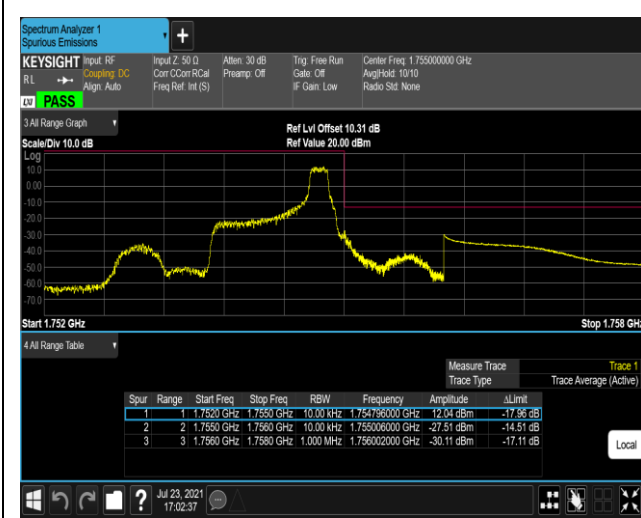 Spectrum Analyzer 1
Spurious Emissions
KEYSIGHT Input: RF Input Z: 50 Ω Atten: 30 dB Trig: Free Run Center Freq: 1.755000000 GHz
RL Coupling: DC Corr CCorr RCal Preamp: Off Gate: Off Avg|Hold: 10/10
Align: Auto Freq Ref: Int (S) IF Gain: Low Radio Std: None
LXI PASS
3 All Range Graph
Ref Lvl Offset 10.31 dB
Scale/Div 10.0 dB Ref Value 20.00 dBm
Log
10.0
0.00
-10.0
-20.0
-30.0
-40.0
-50.0
-60.0
-70.0
Start 1.752 GHz Stop 1.758 GHz
4 All Range Table
Measure Trace Trace 1
Trace Type Trace Average (Active)
Spur Range Start Freq Stop Freq RBW Frequency Amplitude ΔLimit
1 1 1.7520 GHz 1.7550 GHz 10.00 kHz 1.754796000 GHz 12.04 dBm -17.96 dB
2 2 1.7550 GHz 1.7560 GHz 10.00 kHz 1.755006000 GHz -27.51 dBm -14.51 dB
3 3 1.7560 GHz 1.7580 GHz 1.000 MHz 1.756002000 GHz -30.11 dBm -17.11 dB
Local
? Jul 23, 2021
17:02:37